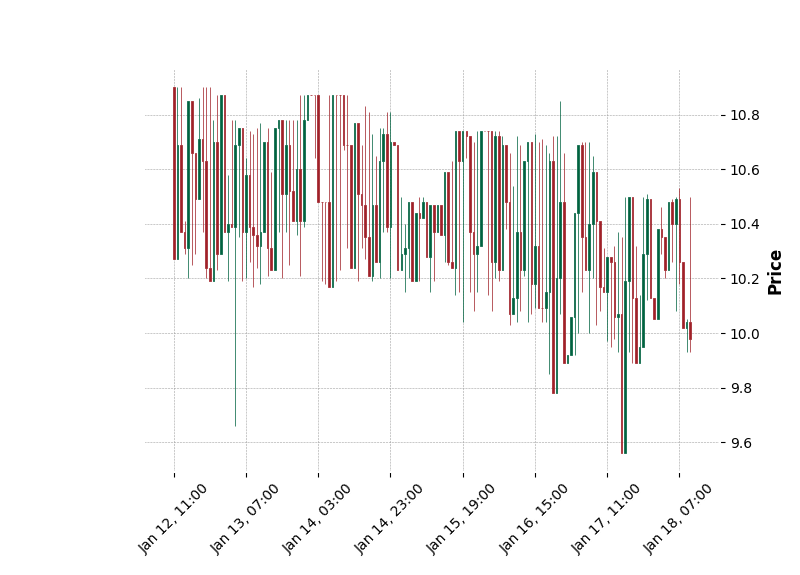 10.8
10.6
10.4
10.2
10.0
9.8
9.6
Price
Jan 12, 11:00
Jan 13, 07:00
Jan 14, 03:00
Jan 14, 23:00
Jan 15, 19:00
Jan 16, 15:00
Jan 17, 11:00
Jan 18, 07:00